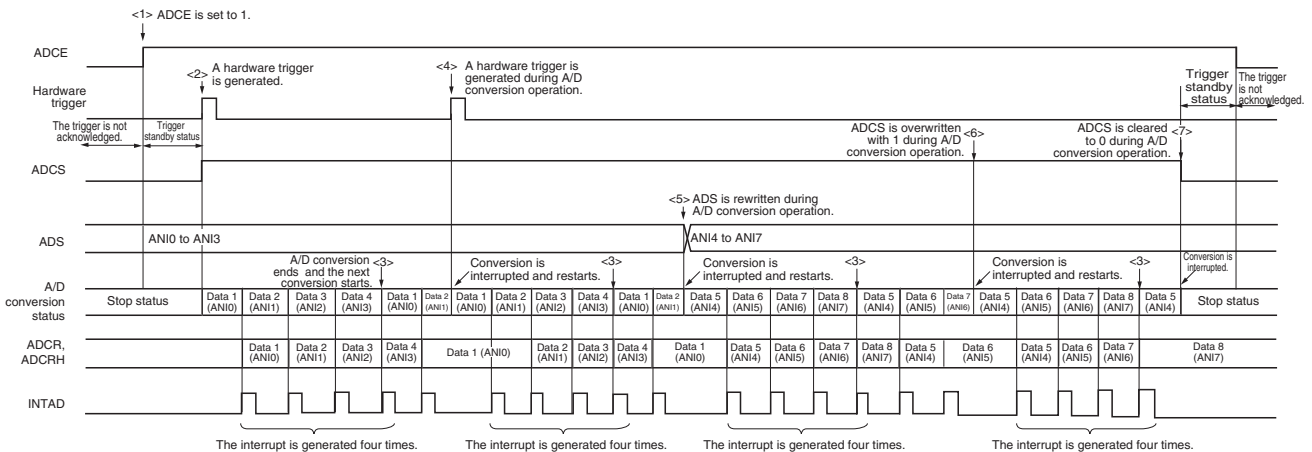 <1> ADCE is set to 1.
ADCE
<2> A hardware trigger
is generated.
<4> A hardware trigger is
generated during A/D
conversion operation.
Trigger
standby
status
The trigger
is not
acknowledged.
Hardware
trigger
The trigger is not
acknowledged.
Trigger
standby status
ADCS is overwritten <6>
with 1 during A/D
conversion operation.
ADCS is cleared <7>
to 0 during A/D
conversion operation.
ADCS
<5> ADS is rewritten during
A/D conversion operation.
ADS
ANI0 to ANI3
ANI4 to ANI7
A/D conversion <3>
ends and the next
conversion starts.
Conversion is
interrupted and restarts.
<3>
Conversion is
interrupted and restarts.
<3>
Conversion is
interrupted and restarts.
<3>
Conversion is
interrupted.
A/D
conversion
status
Stop status
Data 1 (ANI0)
Data 2 (ANI1)
Data 3 (ANI2)
Data 4 (ANI3)
Data 1 (ANI0)
Data 2 (ANI1)
Data 1 (ANI0)
Data 2 (ANI1)
Data 3 (ANI2)
Data 4 (ANI3)
Data 1 (ANI0)
Data 2 (ANI1)
Data 5 (ANI4)
Data 6 (ANI5)
Data 7 (ANI6)
Data 8 (ANI7)
Data 5 (ANI4)
Data 6 (ANI5)
Data 7 (ANI6)
Data 5 (ANI4)
Data 6 (ANI5)
Data 7 (ANI6)
Data 8 (ANI7)
Data 5 (ANI4)
Stop status
ADCR,
ADCRH
Data 1 (ANI0)
Data 2 (ANI1)
Data 3 (ANI2)
Data 4 (ANI3)
Data 1 (ANI0)
Data 2 (ANI1)
Data 3 (ANI2)
Data 4 (ANI3)
Data 1 (ANI0)
Data 5 (ANI4)
Data 6 (ANI5)
Data 7 (ANI6)
Data 8 (ANI7)
Data 5 (ANI4)
Data 6 (ANI5)
Data 5 (ANI4)
Data 6 (ANI5)
Data 7 (ANI6)
Data 8 (ANI7)
INTAD
The interrupt is generated four times.
The interrupt is generated four times.
The interrupt is generated four times.
The interrupt is generated four times.